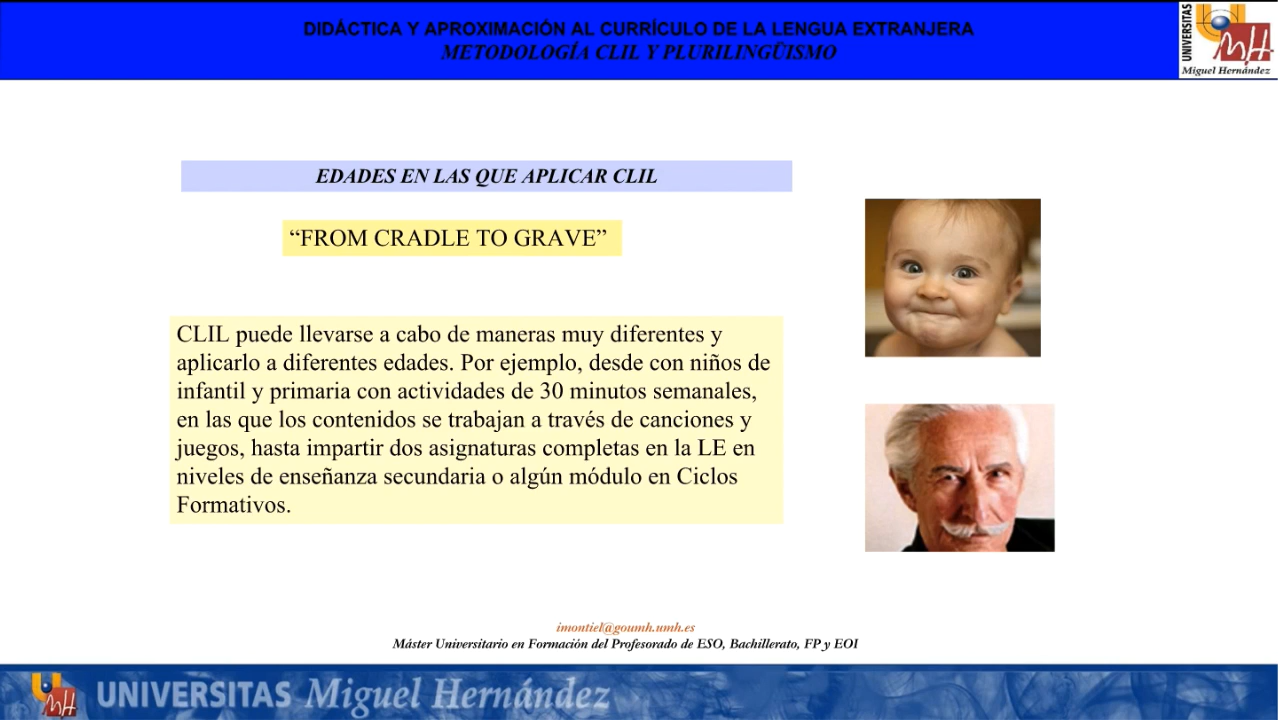 DIDÁCTICA Y APROXIMACIÓN AL CURRÍCULO DE LA LENGUA EXTRANJERA
METODOLOGÍA CLIL Y PLURILINGÜISMO
UNIVERSITAS
MH
Miguel Hernández
EDADES EN LAS QUE APLICAR CLIL
“FROM CRADLE TO GRAVE”
CLIL puede llevarse a cabo de maneras muy diferentes y
aplicarlo a diferentes edades. Por ejemplo, desde con niños de
infantil y primaria con actividades de 30 minutos semanales,
en las que los contenidos se trabajan a través de canciones y
juegos, hasta impartir dos asignaturas completas en la LE en
niveles de enseñanza secundaria o algún módulo en Ciclos
Formativos.
imontiel@goumh.umh.es
Máster Universitario en Formación del Profesorado de ESO, Bachillerato, FP y EOI
MH
UNIVERSITAS Miguel Hernández